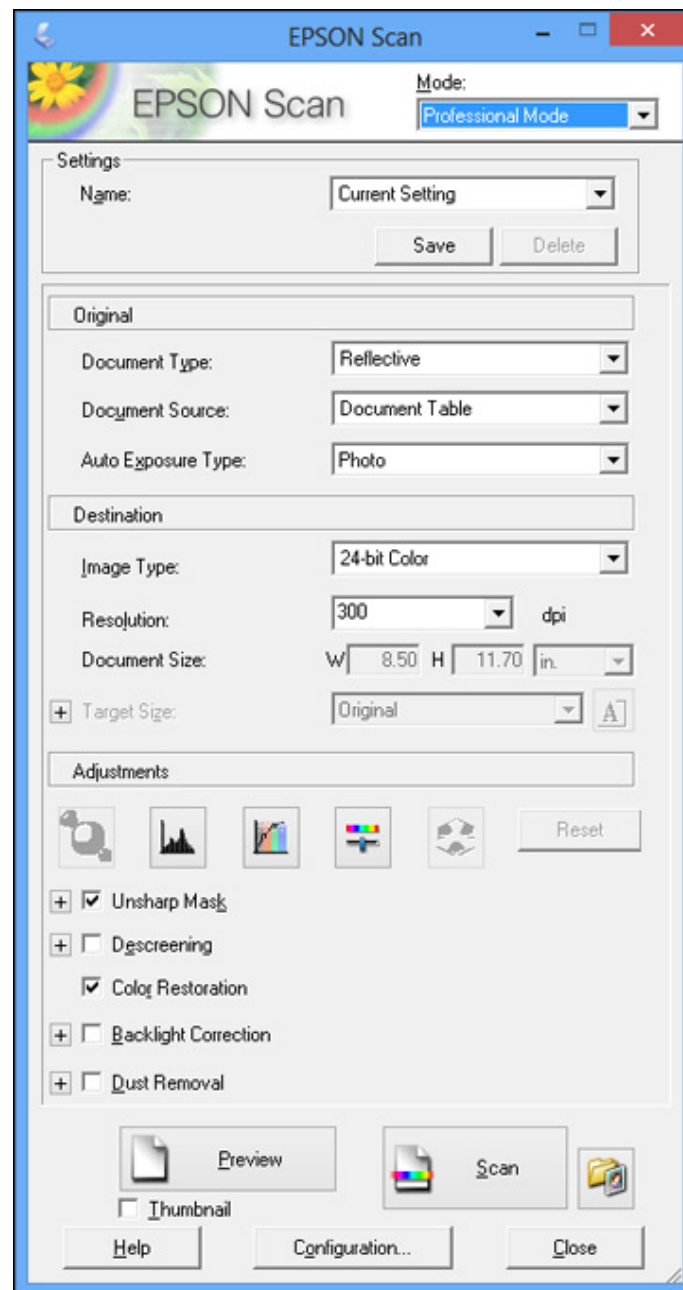 EPSON Scan
EPSON Scan
Mode:
Professional Mode
Settings
Name:
Current Setting
Save
Delete
Original
Document Type:
Reflective
Document Source:
Document Table
Auto Exposure Type:
Photo
Destination
Image Type:
24-bit Color
Resolution:
300
dpi
Document Size:
W 8.50 H 11.70 in.
Target Size:
Original
A
Adjustments
Reset
Unsharp Mask
Descreening
Color Restoration
Backlight Correction
Dust Removal
Preview
Scan
Thumbnail
Help
Configuration...
Close